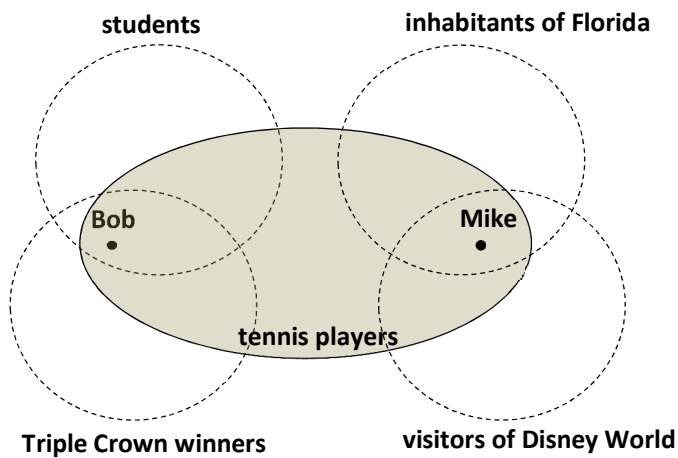 students
inhabitants of Florida
Bob
Mike
tennis players
Triple Crown winners
visitors of Disney World